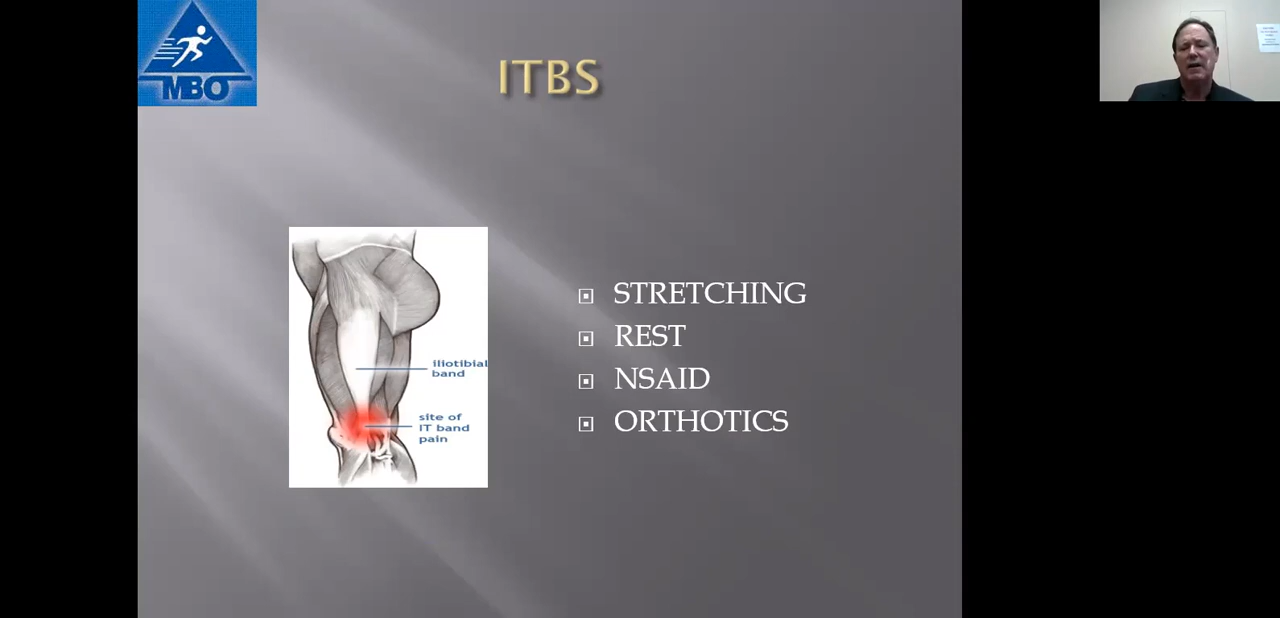 MBO
ITBS
iliotibial
band
site of
IT band
pain
STRETCHING
REST
NSAID
ORTHOTICS